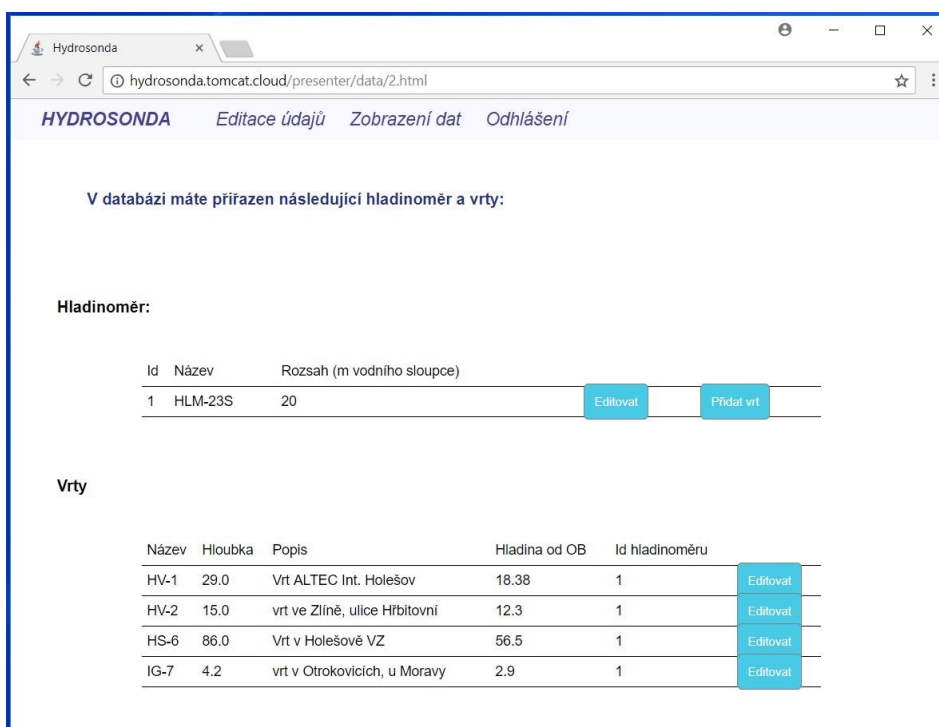 Hydrosonda
hydrosonda.tomcat.cloud/presenter/data/2.html
HYDROSONDA Editace údajů Zobrazení dat Odhlášení
V databázi máte přiřazen následující hladinoměr a vrty:
Hladinoměr:
Id Název Rozsah (m vodního sloupce)
1 HLM-23S 20 Editovat Přidat vrt
Vrty
Název Hloubka Popis Hladina od OB Id hladinoměru
HV-1 29.0 Vrt ALTEC Int. Holešov 18.38 1 Editovat
HV-2 15.0 vrt ve Zlíně, ulice Hřbitovní 12.3 1 Editovat
HS-6 86.0 Vrt v Holešově VZ 56.5 1 Editovat
IG-7 4.2 vrt v Otrokovicích, u Moravy 2.9 1 Editovat